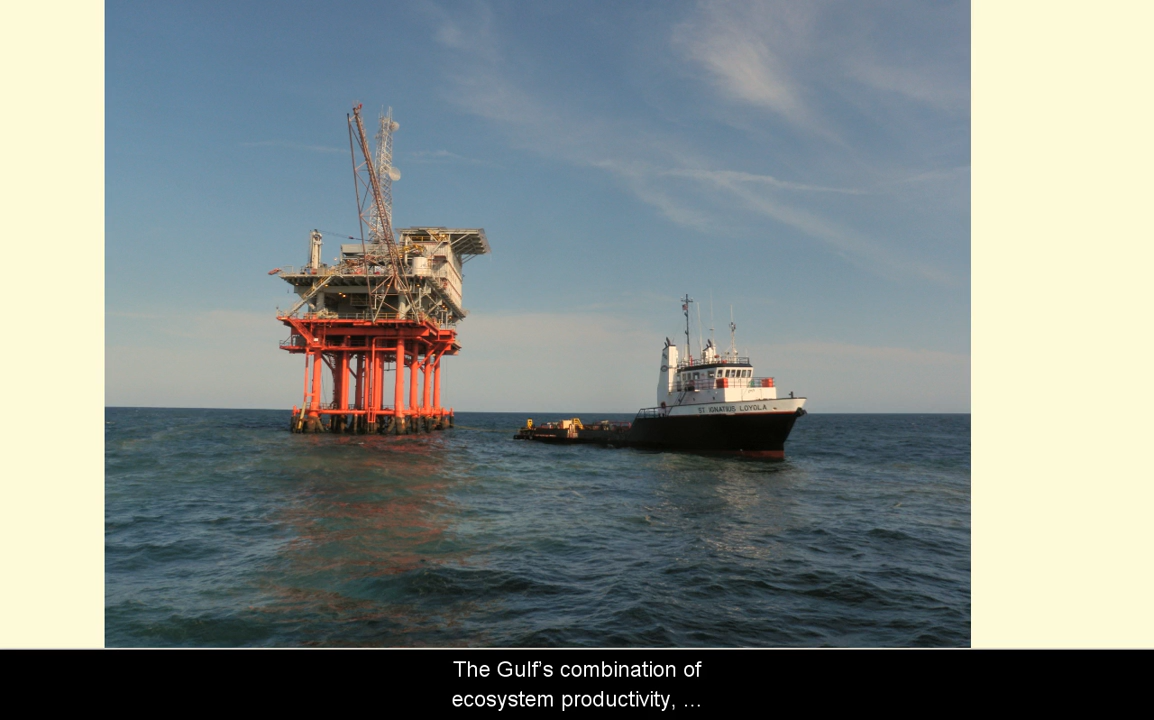 ST. IGNATIUS LOYOLA
The Gulf’s combination of
ecosystem productivity, ...